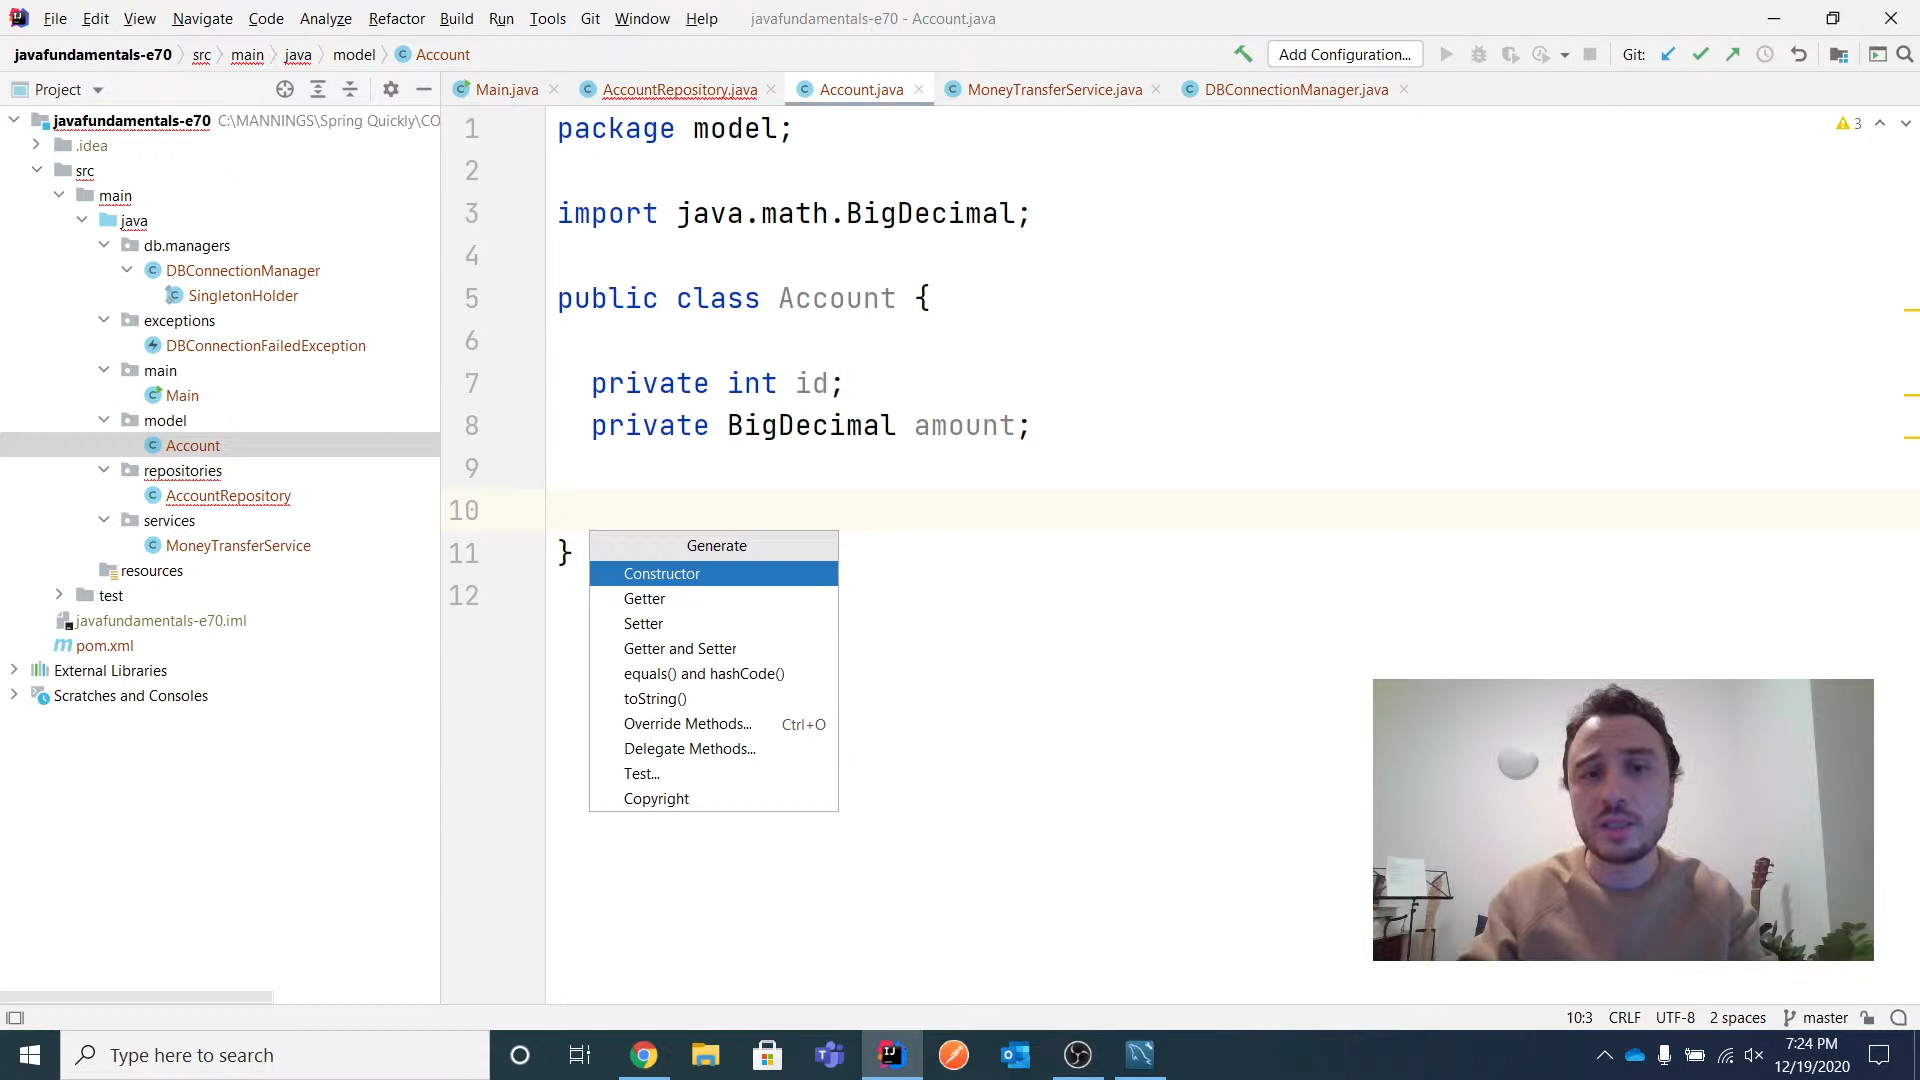 File Edit View Navigate Code Analyze Refactor Build Run Tools Git Window Help javafundamentals-e70 - Account.java
javafundamentals-e70 src main java model Account Add Configuration... Git:
Project Main.java AccountRepository.java Account.java MoneyTransferService.java DBConnectionManager.java
javafundamentals-e70 C:\MANNINGS\Spring Quickly\CO
.idea
src
main
java
db.managers
DBConnectionManager
SingletonHolder
exceptions
DBConnectionFailedException
main
Main
model
Account
repositories
AccountRepository
services
MoneyTransferService
resources
test
javafundamentals-e70.iml
pom.xml
External Libraries
Scratches and Consoles
1 package model;
2
3 import java.math.BigDecimal;
4
5 public class Account {
6
7 private int id;
8 private BigDecimal amount;
9
10
11 }
12
3
Generate
Constructor
Getter
Setter
Getter and Setter
equals() and hashCode()
toString()
Override Methods... Ctrl+O
Delegate Methods...
Test...
Copyright
10:3 CRLF UTF-8 2 spaces master
Type here to search
7:24 PM
12/19/2020